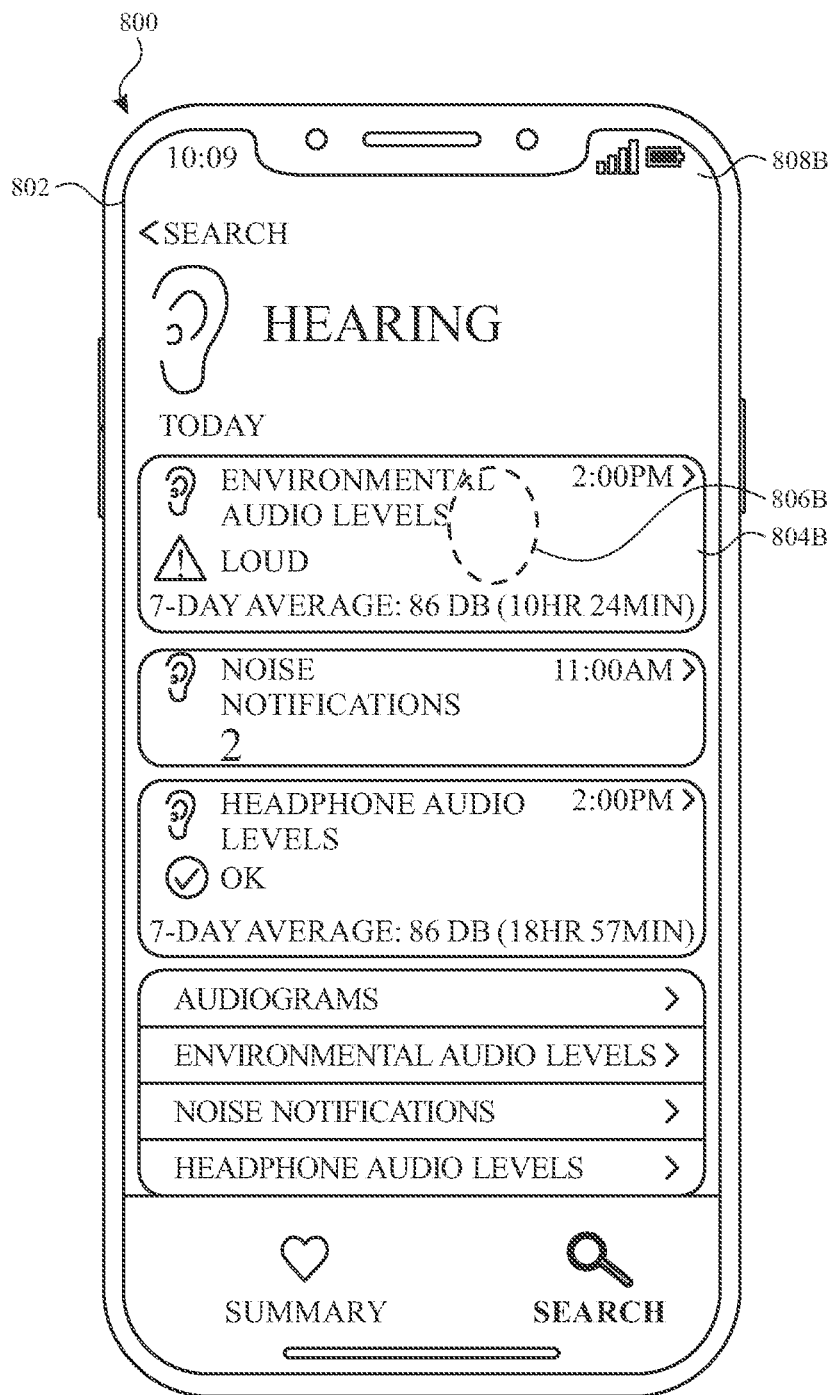 800
10:09
808B
802
<SEARCH
HEARING
TODAY
ENVIRONMENTAL 2:00PM >
AUDIO LEVELS
806B
804B
LOUD
7-DAY AVERAGE: 86 DB (10HR 24MIN)
NOISE 11:00AM >
NOTIFICATIONS
2
HEADPHONE AUDIO 2:00PM >
LEVELS
OK
7-DAY AVERAGE: 86 DB (18HR 57MIN)
AUDIOGRAMS >
ENVIRONMENTAL AUDIO LEVELS >
NOISE NOTIFICATIONS >
HEADPHONE AUDIO LEVELS >
SUMMARY SEARCH